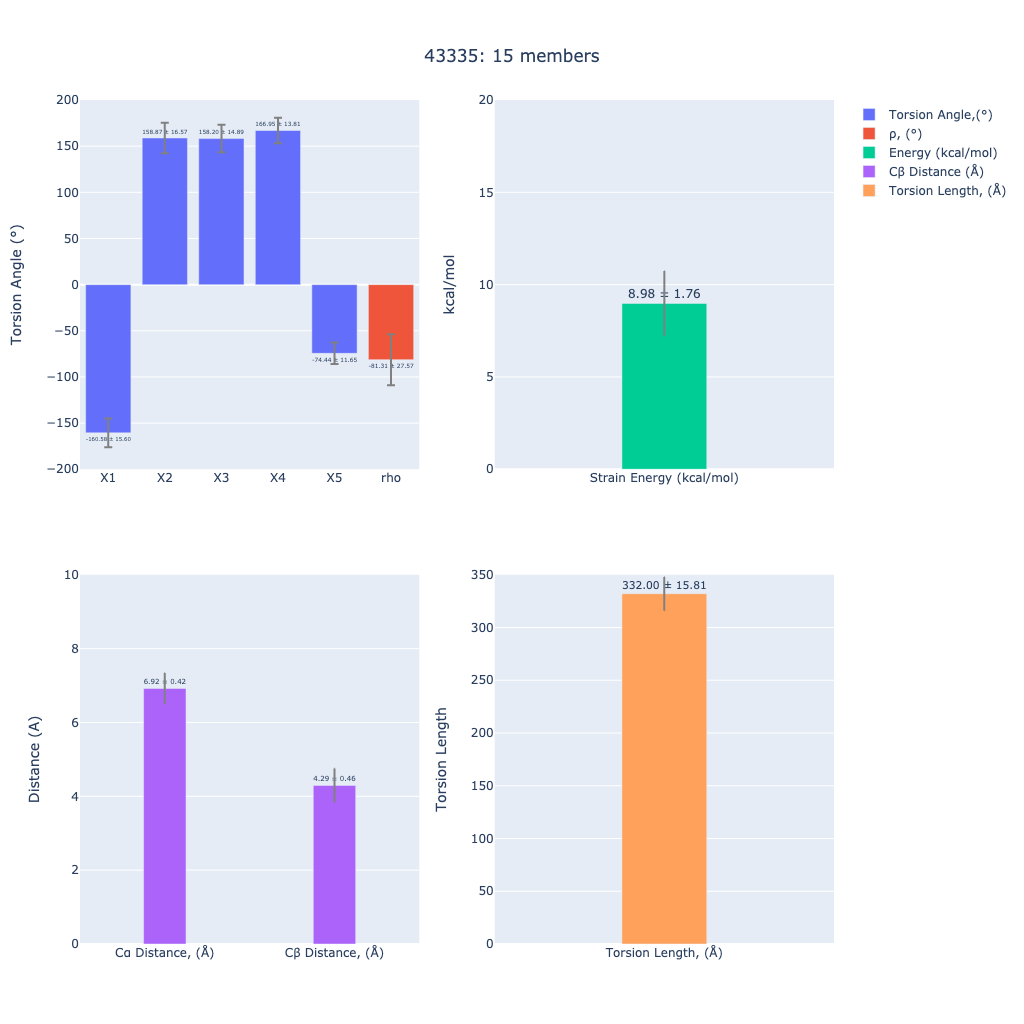 43335: 15 members
Torsion Angle (°)
200
150
100
50
0
−50
−100
−150
−200
158.87 ± 16.57
158.20 ± 14.89
166.95 ± 13.81
-74.44 ± 11.65
-81.31 ± 27.57
-160.58 ± 15.60
X1
X2
X3
X4
X5
rho
kcal/mol
20
15
10
5
0
8.98 ± 1.76
Strain Energy (kcal/mol)
Torsion Angle,(°)
ρ, (°)
Energy (kcal/mol)
Cβ Distance (Å)
Torsion Length, (Å)
Distance (A)
10
8
6
4
2
0
6.92 ± 0.42
4.29 ± 0.46
Cα Distance, (Å)
Cβ Distance, (Å)
Torsion Length
350
300
250
200
150
100
50
0
332.00 ± 15.81
Torsion Length, (Å)